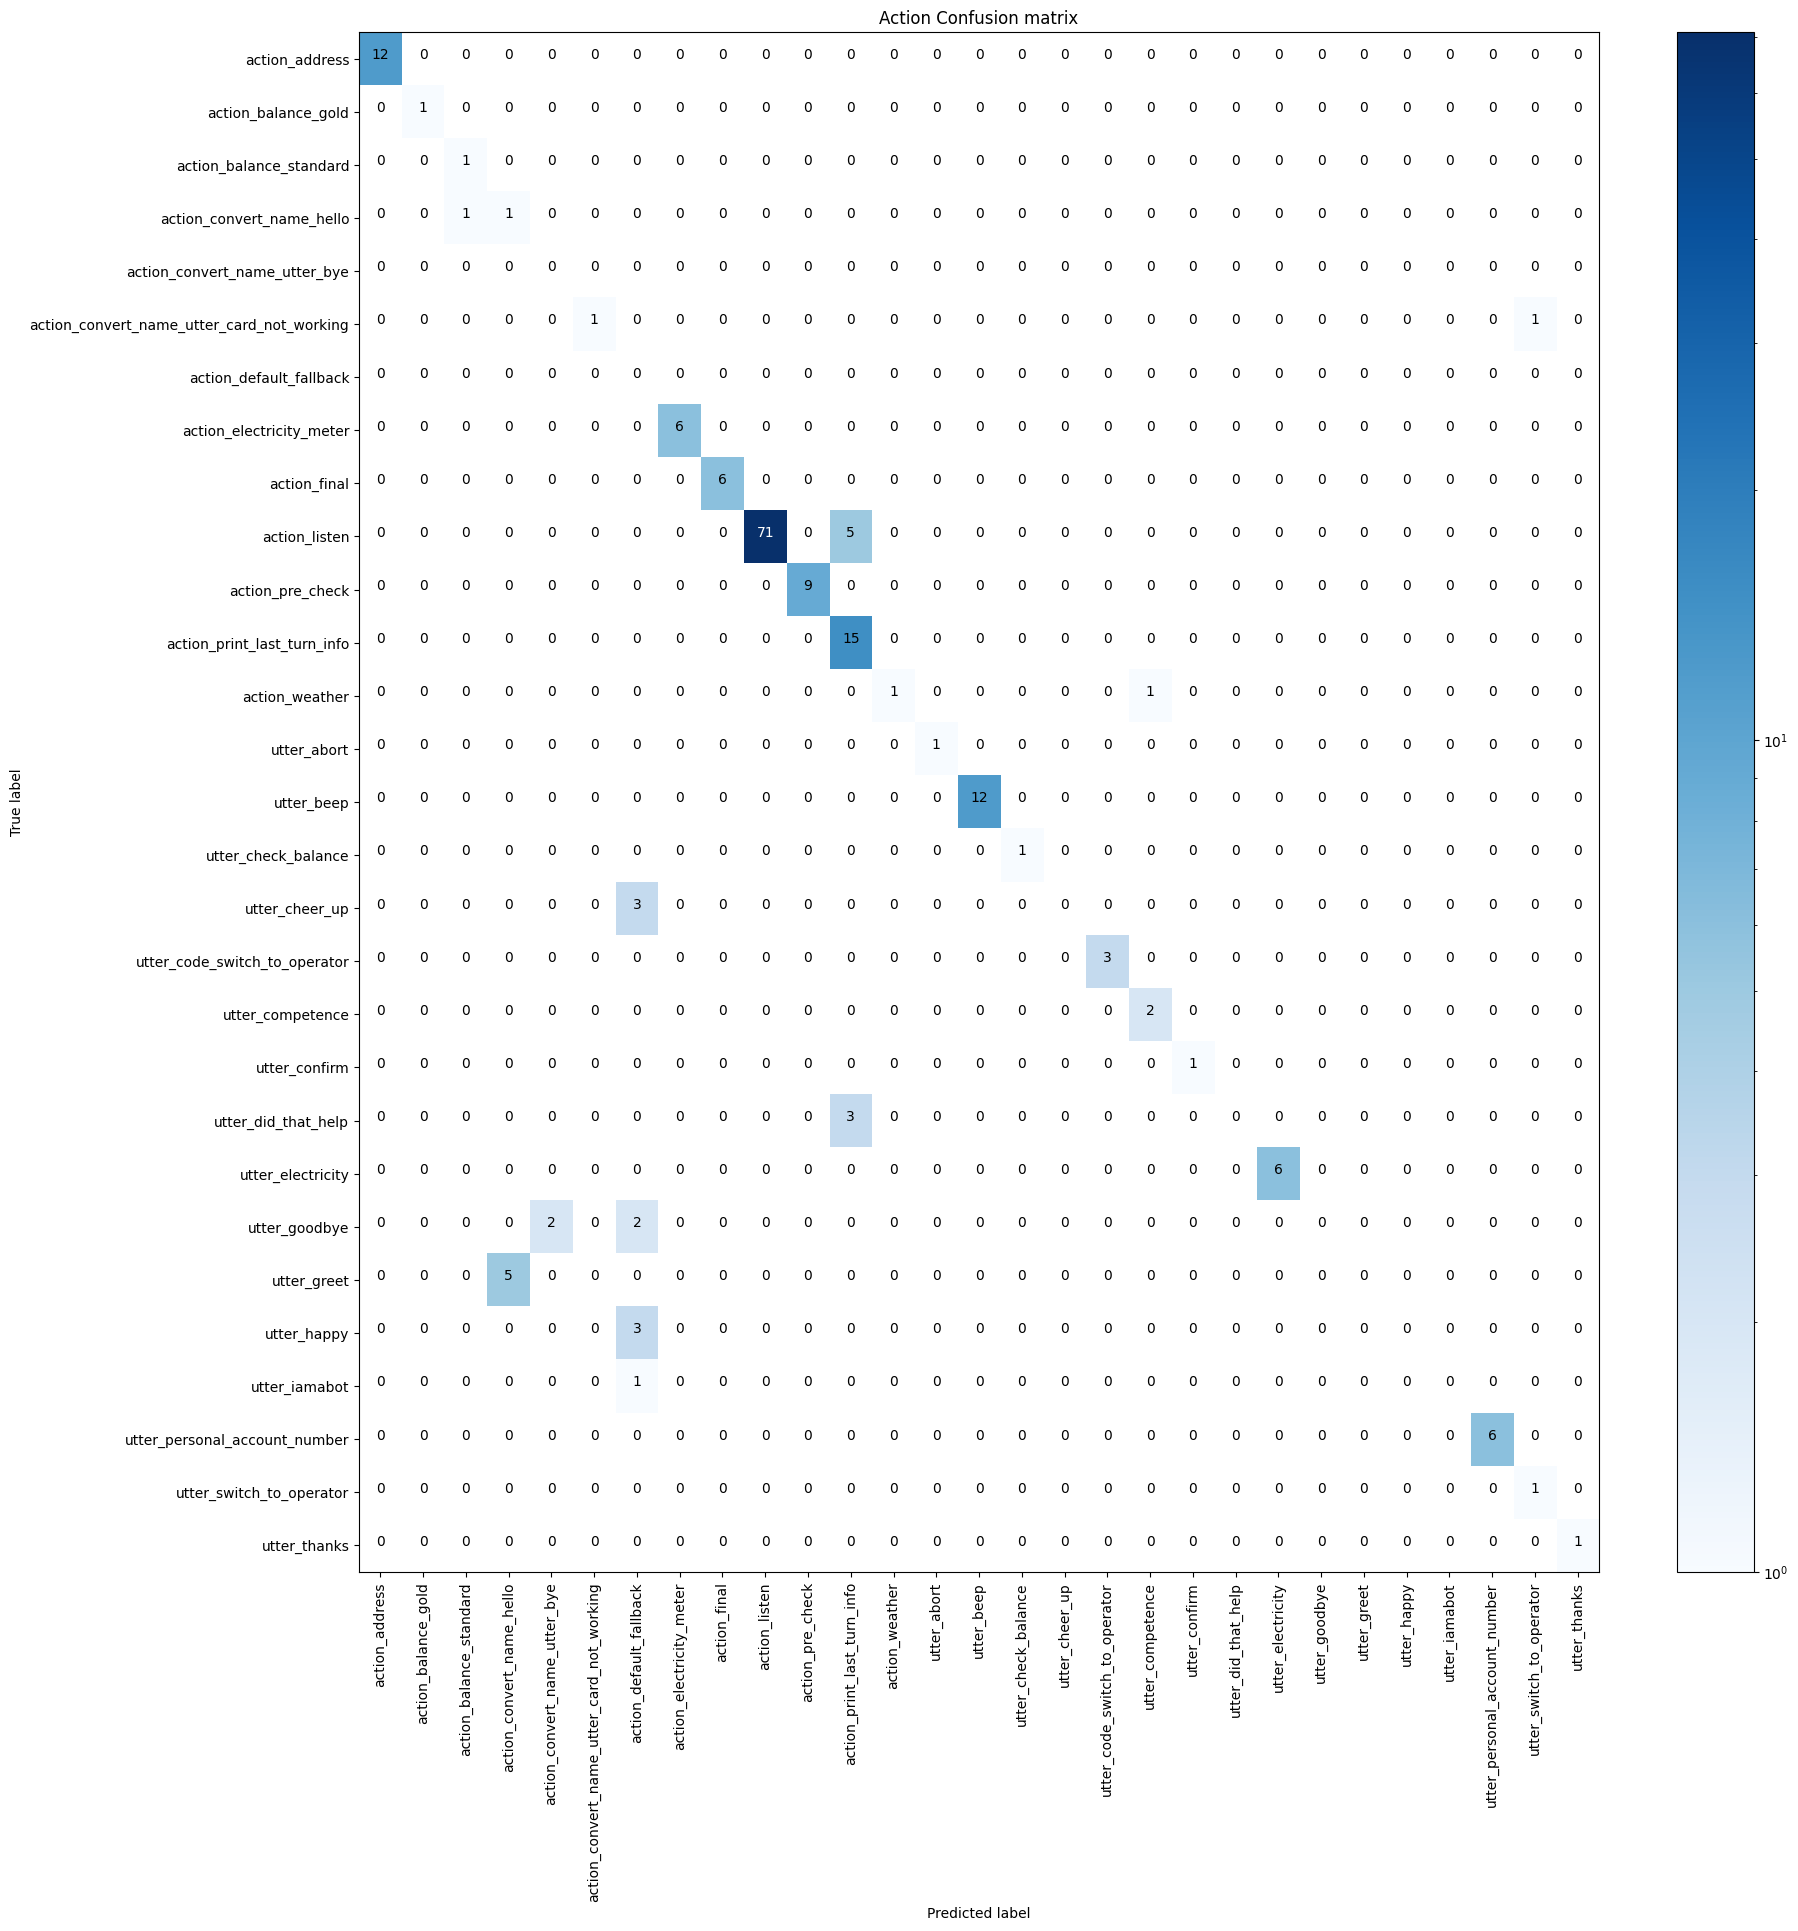 Action Confusion matrix
action_address 12 0 0 0 0 0 0 0 0 0 0 0 0 0 0 0 0 0 0 0 0 0 0 0 0 0 0 0 0
action_balance_gold 0 1 0 0 0 0 0 0 0 0 0 0 0 0 0 0 0 0 0 0 0 0 0 0 0 0 0 0 0
action_balance_standard 0 0 1 0 0 0 0 0 0 0 0 0 0 0 0 0 0 0 0 0 0 0 0 0 0 0 0 0 0
action_convert_name_hello 0 0 1 1 0 0 0 0 0 0 0 0 0 0 0 0 0 0 0 0 0 0 0 0 0 0 0 0 0
action_convert_name_utter_bye 0 0 0 0 0 0 0 0 0 0 0 0 0 0 0 0 0 0 0 0 0 0 0 0 0 0 0 0 0
action_convert_name_utter_card_not_working 0 0 0 0 0 1 0 0 0 0 0 0 0 0 0 0 0 0 0 0 0 0 0 0 0 0 0 1 0
action_default_fallback 0 0 0 0 0 0 0 0 0 0 0 0 0 0 0 0 0 0 0 0 0 0 0 0 0 0 0 0 0
action_electricity_meter 0 0 0 0 0 0 0 6 0 0 0 0 0 0 0 0 0 0 0 0 0 0 0 0 0 0 0 0 0
action_final 0 0 0 0 0 0 0 0 6 0 0 0 0 0 0 0 0 0 0 0 0 0 0 0 0 0 0 0 0
action_listen 0 0 0 0 0 0 0 0 0 71 0 5 0 0 0 0 0 0 0 0 0 0 0 0 0 0 0 0 0
action_pre_check 0 0 0 0 0 0 0 0 0 0 9 0 0 0 0 0 0 0 0 0 0 0 0 0 0 0 0 0 0
action_print_last_turn_info 0 0 0 0 0 0 0 0 0 0 0 15 0 0 0 0 0 0 0 0 0 0 0 0 0 0 0 0 0
action_weather 0 0 0 0 0 0 0 0 0 0 0 0 1 0 0 0 0 0 1 0 0 0 0 0 0 0 0 0 0
utter_abort 0 0 0 0 0 0 0 0 0 0 0 0 0 1 0 0 0 0 0 0 0 0 0 0 0 0 0 0 0
utter_beep 0 0 0 0 0 0 0 0 0 0 0 0 0 0 12 0 0 0 0 0 0 0 0 0 0 0 0 0 0
utter_check_balance 0 0 0 0 0 0 0 0 0 0 0 0 0 0 0 1 0 0 0 0 0 0 0 0 0 0 0 0 0
utter_cheer_up 0 0 0 0 0 0 3 0 0 0 0 0 0 0 0 0 0 0 0 0 0 0 0 0 0 0 0 0 0
utter_code_switch_to_operator 0 0 0 0 0 0 0 0 0 0 0 0 0 0 0 0 0 3 0 0 0 0 0 0 0 0 0 0 0
utter_competence 0 0 0 0 0 0 0 0 0 0 0 0 0 0 0 0 0 0 2 0 0 0 0 0 0 0 0 0 0
utter_confirm 0 0 0 0 0 0 0 0 0 0 0 0 0 0 0 0 0 0 0 1 0 0 0 0 0 0 0 0 0
utter_did_that_help 0 0 0 0 0 0 0 0 0 0 0 3 0 0 0 0 0 0 0 0 0 0 0 0 0 0 0 0 0
utter_electricity 0 0 0 0 0 0 0 0 0 0 0 0 0 0 0 0 0 0 0 0 0 6 0 0 0 0 0 0 0
utter_goodbye 0 0 0 0 2 0 2 0 0 0 0 0 0 0 0 0 0 0 0 0 0 0 0 0 0 0 0 0 0
utter_greet 0 0 0 5 0 0 0 0 0 0 0 0 0 0 0 0 0 0 0 0 0 0 0 0 0 0 0 0 0
utter_happy 0 0 0 0 0 0 3 0 0 0 0 0 0 0 0 0 0 0 0 0 0 0 0 0 0 0 0 0 0
utter_iamabot 0 0 0 0 0 0 1 0 0 0 0 0 0 0 0 0 0 0 0 0 0 0 0 0 0 0 0 0 0
utter_personal_account_number 0 0 0 0 0 0 0 0 0 0 0 0 0 0 0 0 0 0 0 0 0 0 0 0 0 0 6 0 0
utter_switch_to_operator 0 0 0 0 0 0 0 0 0 0 0 0 0 0 0 0 0 0 0 0 0 0 0 0 0 0 0 1 0
utter_thanks 0 0 0 0 0 0 0 0 0 0 0 0 0 0 0 0 0 0 0 0 0 0 0 0 0 0 0 0 1
True label
action_address
action_balance_gold
action_balance_standard
action_convert_name_hello
action_convert_name_utter_bye
action_convert_name_utter_card_not_working
action_default_fallback
action_electricity_meter
action_final
action_listen
action_pre_check
action_print_last_turn_info
action_weather
utter_abort
utter_beep
utter_check_balance
utter_cheer_up
utter_code_switch_to_operator
utter_competence
utter_confirm
utter_did_that_help
utter_electricity
utter_goodbye
utter_greet
utter_happy
utter_iamabot
utter_personal_account_number
utter_switch_to_operator
utter_thanks
Predicted label
10¹
10⁰